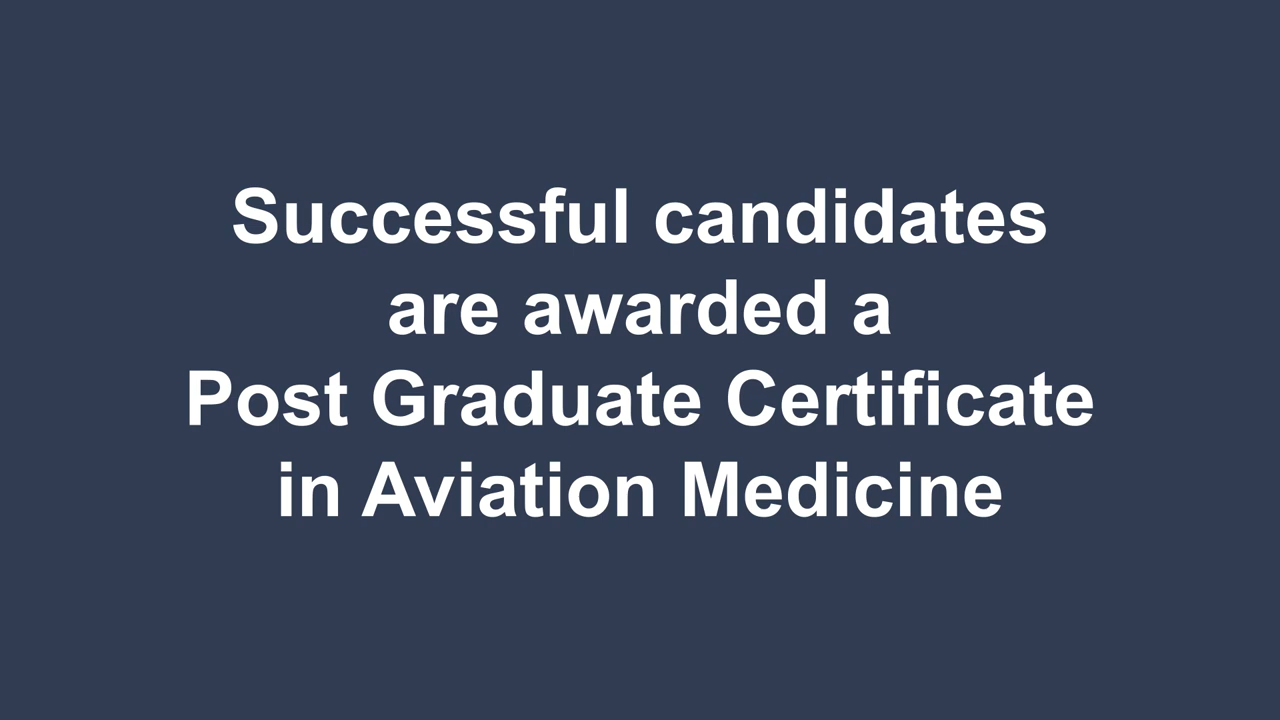 Successful candidates
are awarded a
Post Graduate Certificate
in Aviation Medicine